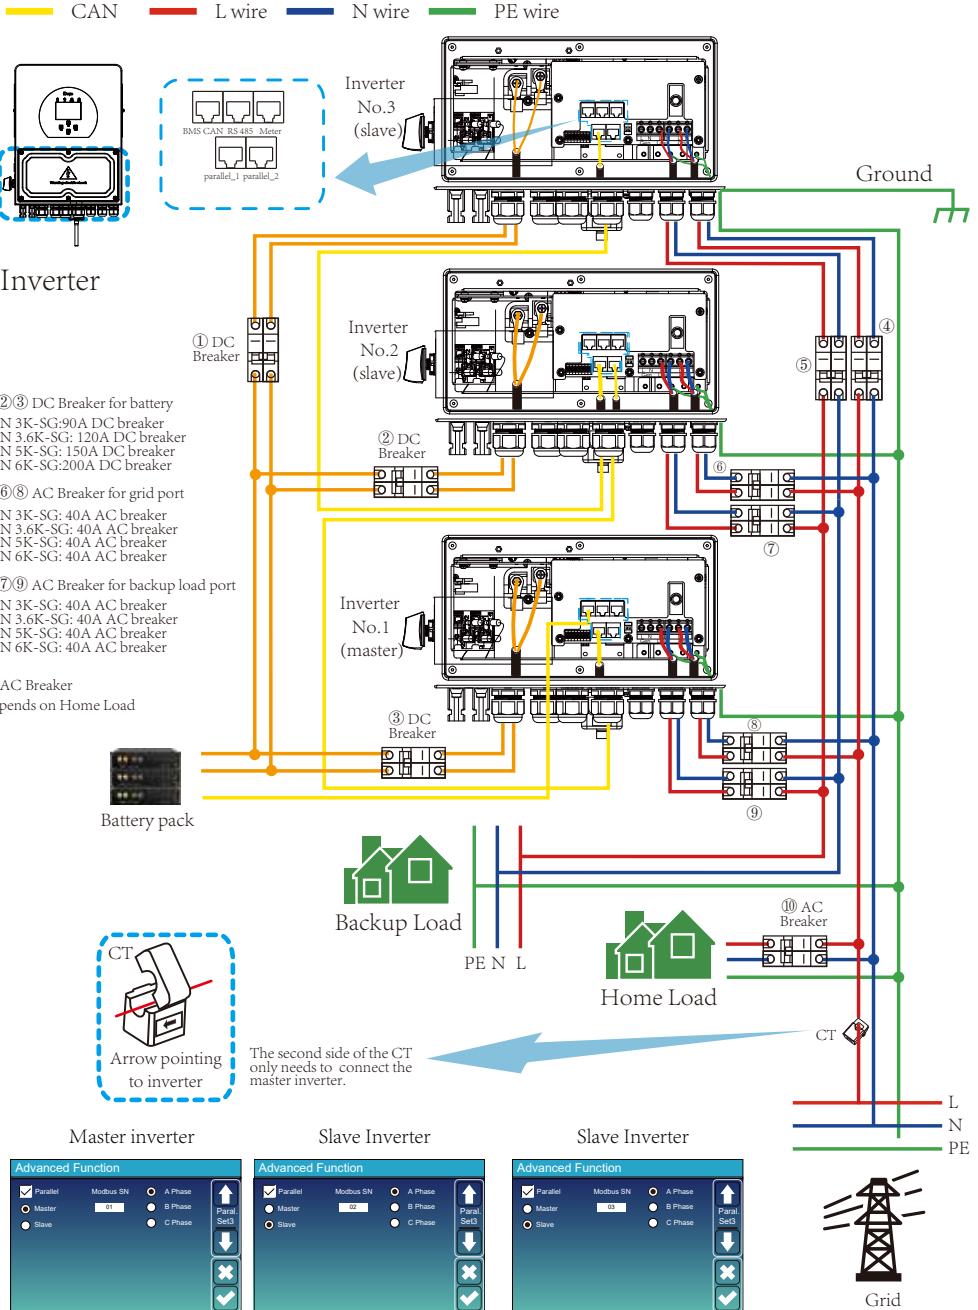 CAN L wire N wire PE wire
BMS CAN RS 485 Meter
parallel_1 parallel_2
Inverter
No.3
(slave)
Ground
Inverter
① DC
Breaker
Inverter
No.2
(slave)
④
⑤
②③ DC Breaker for battery
N 3K-SG:90A DC breaker
N 3.6K-SG: 120A DC breaker
N 5K-SG: 150A DC breaker
N 6K-SG:200A DC breaker
② DC
Breaker
⑥
⑦
⑥⑧ AC Breaker for grid port
N 3K-SG: 40A AC breaker
N 3.6K-SG: 40A AC breaker
N 5K-SG: 40A AC breaker
N 6K-SG: 40A AC breaker
⑦⑨ AC Breaker for backup load port
N 3K-SG: 40A AC breaker
N 3.6K-SG: 40A AC breaker
N 5K-SG: 40A AC breaker
N 6K-SG: 40A AC breaker
Inverter
No.1
(master)
AC Breaker
pends on Home Load
③ DC
Breaker
⑧
⑨
Battery pack
Backup Load
PE N L
⑩ AC
Breaker
Home Load
CT
Arrow pointing
to inverter
The second side of the CT
only needs to connect the
master inverter.
CT
L
N
PE
Master inverter
Advanced Function
Parallel Modbus SN A Phase
Master 01 B Phase
Slave C Phase
Paral.
Set3
Slave Inverter
Advanced Function
Parallel Modbus SN A Phase
Master 02 B Phase
Slave C Phase
Paral.
Set3
Slave Inverter
Advanced Function
Parallel Modbus SN A Phase
Master 03 B Phase
Slave C Phase
Paral.
Set3
Grid